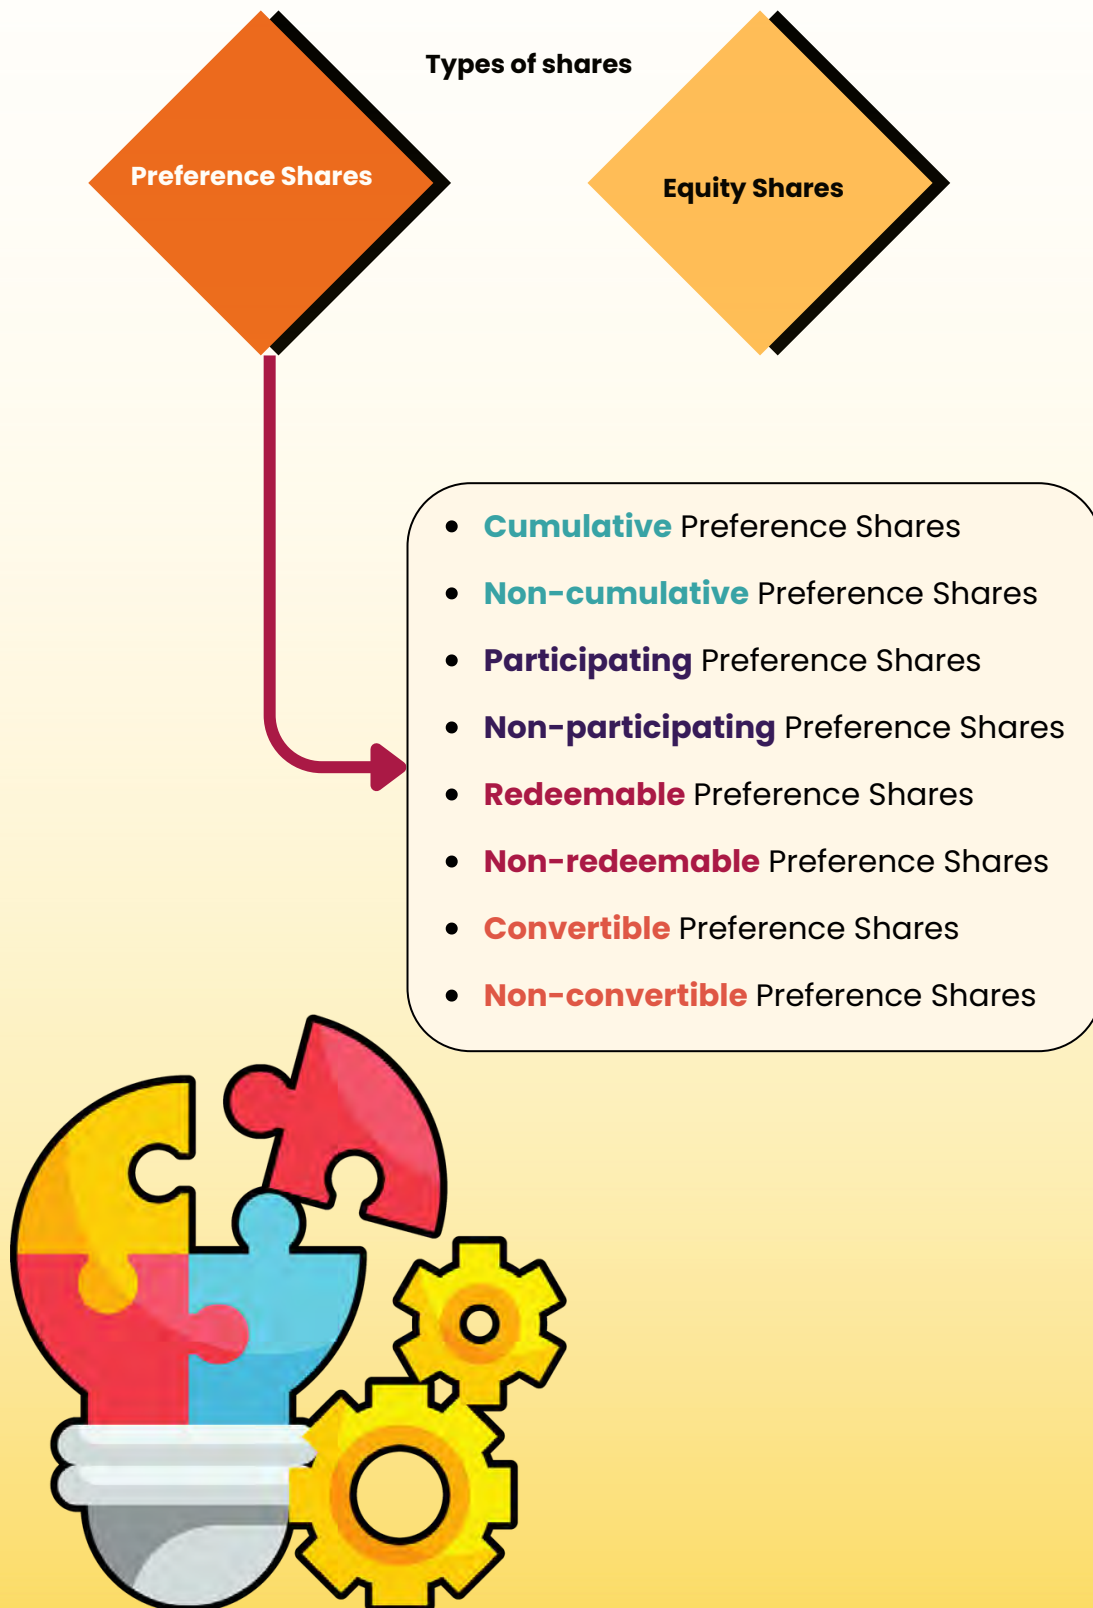 Types of shares
Preference Shares
Equity Shares
• Cumulative Preference Shares
• Non-cumulative Preference Shares
• Participating Preference Shares
• Non-participating Preference Shares
• Redeemable Preference Shares
• Non-redeemable Preference Shares
• Convertible Preference Shares
• Non-convertible Preference Shares